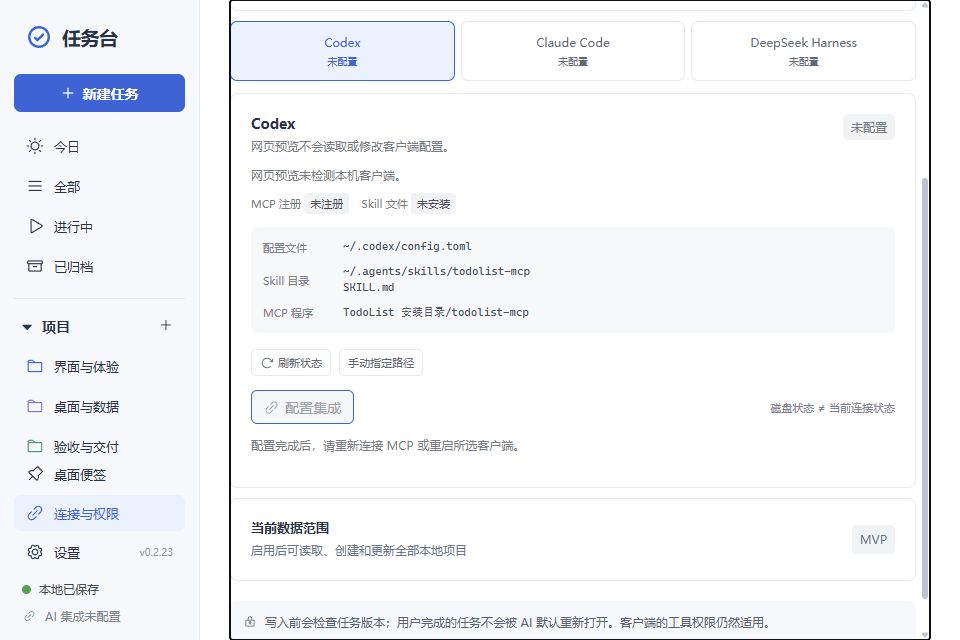 任务台
+ 新建任务
今日
全部
进行中
已归档
项目 +
界面与体验
桌面与数据
验收与交付
桌面便签
连接与权限
设置 v0.2.23
本地已保存
AI 集成未配置
Codex
未配置
Claude Code
未配置
DeepSeek Harness
未配置
Codex
未配置
网页预览不会读取或修改客户端配置。
网页预览未检测本机客户端。
MCP 注册 未注册 Skill 文件 未安装
配置文件 ~/.codex/config.toml
Skill 目录 ~/.agents/skills/todolist-mcp
SKILL.md
MCP 程序 TodoList 安装目录/todolist-mcp
刷新状态 手动指定路径
配置集成 磁盘状态 ≠ 当前连接状态
配置完成后，请重新连接 MCP 或重启所选客户端。
当前数据范围
启用后可读取、创建和更新全部本地项目
MVP
写入前会检查任务版本；用户完成的任务不会被 AI 默认重新打开。客户端的工具权限仍然适用。